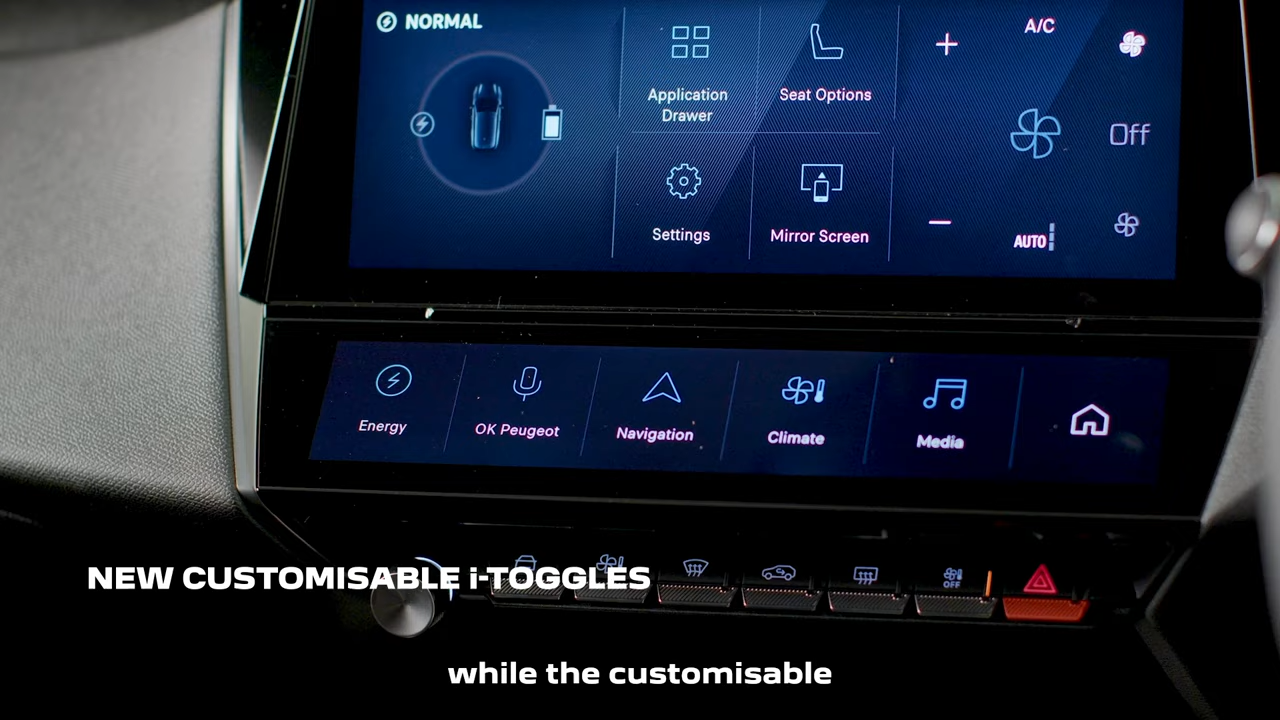 NORMAL
Application
Drawer
Seat Options
A/C
Off
Settings
Mirror Screen
AUTO
Energy
OK Peugeot
Navigation
Climate
Media
NEW CUSTOMISABLE i-TOGGLES
OFF
while the customisable